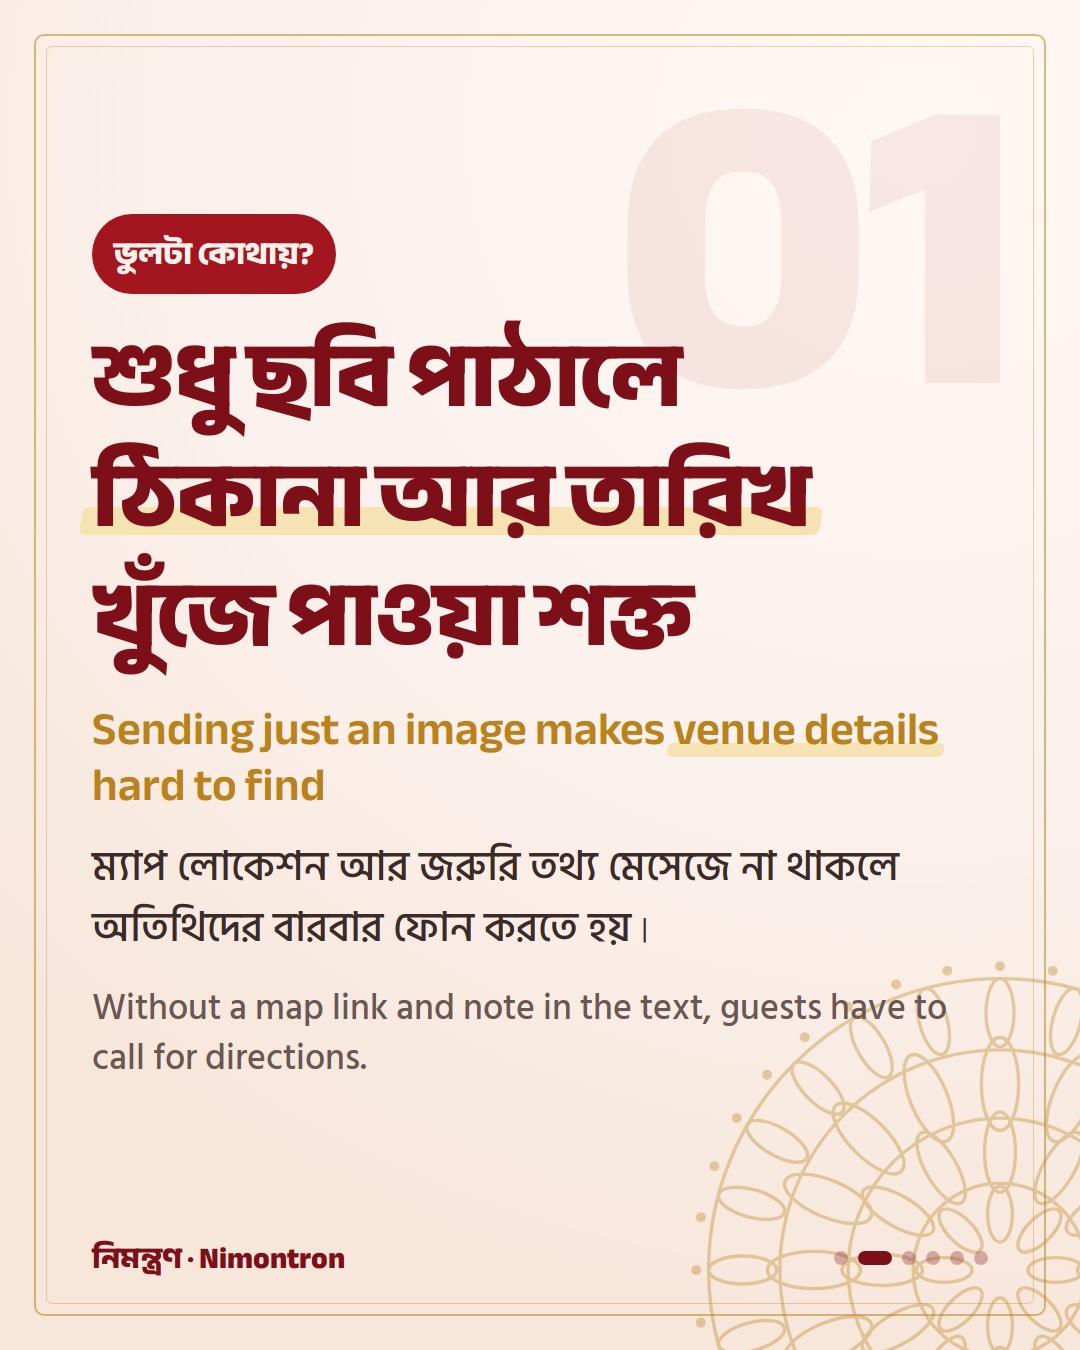 01
ভুলটা কোথায়?
শুধু ছবি পাঠালে
ঠিকানা আর তারিখ
খুঁজে পাওয়া শক্ত
Sending just an image makes venue details
hard to find
ম্যাপ লোকেশন আর জরুরি তথ্য মেসেজে না থাকলে
অতিথিদের বারবার ফোন করতে হয়।
Without a map link and note in the text, guests have to
call for directions.
নিমন্ত্রণ · Nimontron